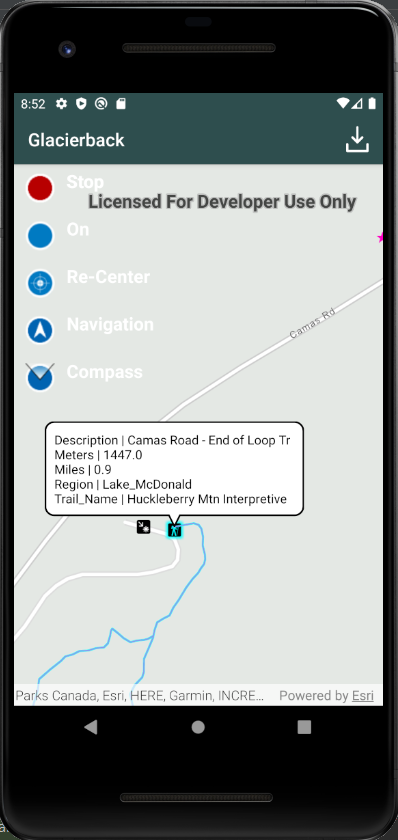 8:52
Glacierback
Stop
Licensed For Developer Use Only
On
Re-Center
Camas Rd
Navigation
Compass
Description | Camas Road - End of Loop Tr
Meters | 1447.0
Miles | 0.9
Region | Lake_McDonald
Trail_Name | Huckleberry Mtn Interpretive
Parks Canada, Esri, HERE, Garmin, INCRE... Powered by Esri